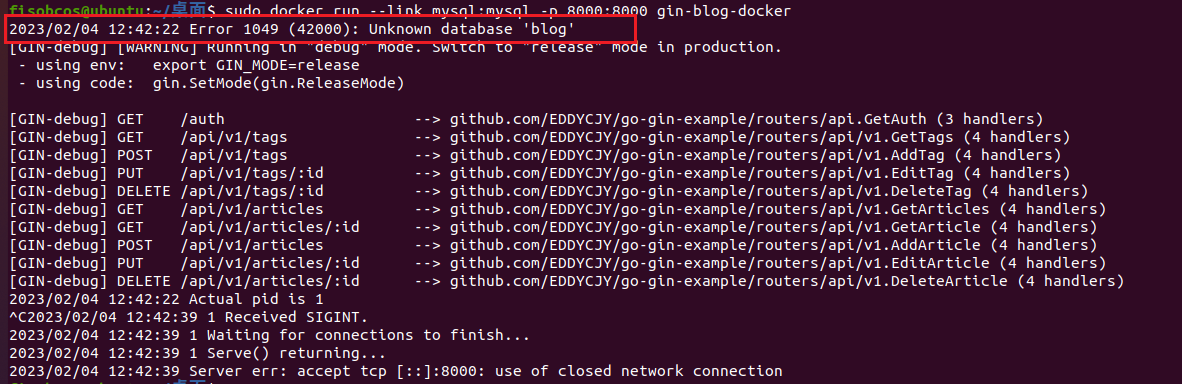 fisobcos@ubuntu:~/桌面$ sudo docker run --link mysql:mysql -p 8000:8000 gin-blog-docker
2023/02/04 12:42:22 Error 1049 (42000): Unknown database 'blog'
[GIN-debug] [WARNING] Running in "debug" mode. Switch to "release" mode in production.
 - using env:   export GIN_MODE=release
 - using code:  gin.SetMode(gin.ReleaseMode)
[GIN-debug] GET    /auth                     --> github.com/EDDYCJY/go-gin-example/routers/api.GetAuth (3 handlers)
[GIN-debug] GET    /api/v1/tags              --> github.com/EDDYCJY/go-gin-example/routers/api/v1.GetTags (4 handlers)
[GIN-debug] POST   /api/v1/tags              --> github.com/EDDYCJY/go-gin-example/routers/api/v1.AddTag (4 handlers)
[GIN-debug] PUT    /api/v1/tags/:id          --> github.com/EDDYCJY/go-gin-example/routers/api/v1.EditTag (4 handlers)
[GIN-debug] DELETE /api/v1/tags/:id          --> github.com/EDDYCJY/go-gin-example/routers/api/v1.DeleteTag (4 handlers)
[GIN-debug] GET    /api/v1/articles          --> github.com/EDDYCJY/go-gin-example/routers/api/v1.GetArticles (4 handlers)
[GIN-debug] GET    /api/v1/articles/:id      --> github.com/EDDYCJY/go-gin-example/routers/api/v1.GetArticle (4 handlers)
[GIN-debug] POST   /api/v1/articles          --> github.com/EDDYCJY/go-gin-example/routers/api/v1.AddArticle (4 handlers)
[GIN-debug] PUT    /api/v1/articles/:id      --> github.com/EDDYCJY/go-gin-example/routers/api/v1.EditArticle (4 handlers)
[GIN-debug] DELETE /api/v1/articles/:id      --> github.com/EDDYCJY/go-gin-example/routers/api/v1.DeleteArticle (4 handlers)
2023/02/04 12:42:22 Actual pid is 1
^C2023/02/04 12:42:39 1 Received SIGINT.
2023/02/04 12:42:39 1 Waiting for connections to finish...
2023/02/04 12:42:39 1 Serve() returning...
2023/02/04 12:42:39 Server err: accept tcp [::]:8000: use of closed network connection